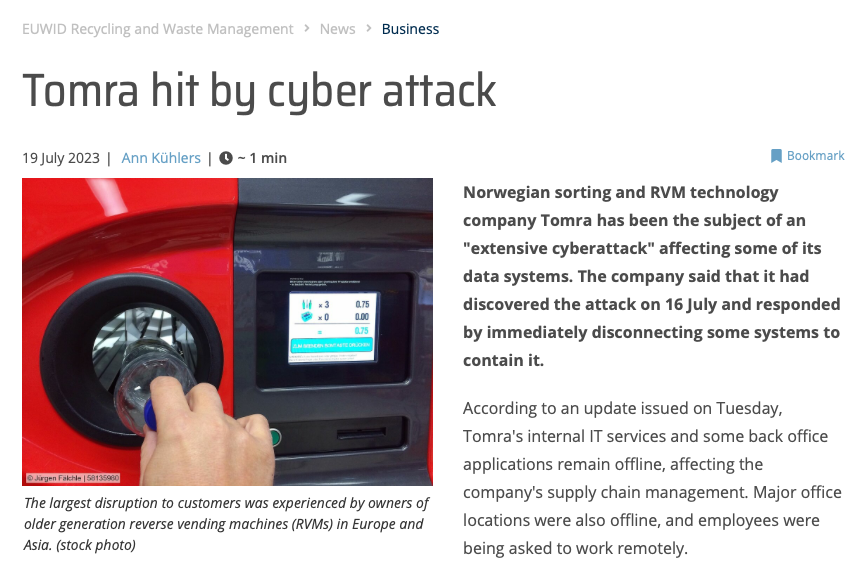 EUWID Recycling and Waste Management > News > Business
Tomra hit by cyber attack
19 July 2023 | Ann Kühlers | ~ 1 min
Bookmark
x 3 0.75
x 0 0.00
= 0.75
© Jürgen Fälchle | 56135960
The largest disruption to customers was experienced by owners of
older generation reverse vending machines (RVMs) in Europe and
Asia. (stock photo)
Norwegian sorting and RVM technology
company Tomra has been the subject of an
"extensive cyberattack" affecting some of its
data systems. The company said that it had
discovered the attack on 16 July and responded
by immediately disconnecting some systems to
contain it.
According to an update issued on Tuesday,
Tomra's internal IT services and some back office
applications remain offline, affecting the
company's supply chain management. Major office
locations were also offline, and employees were
being asked to work remotely.